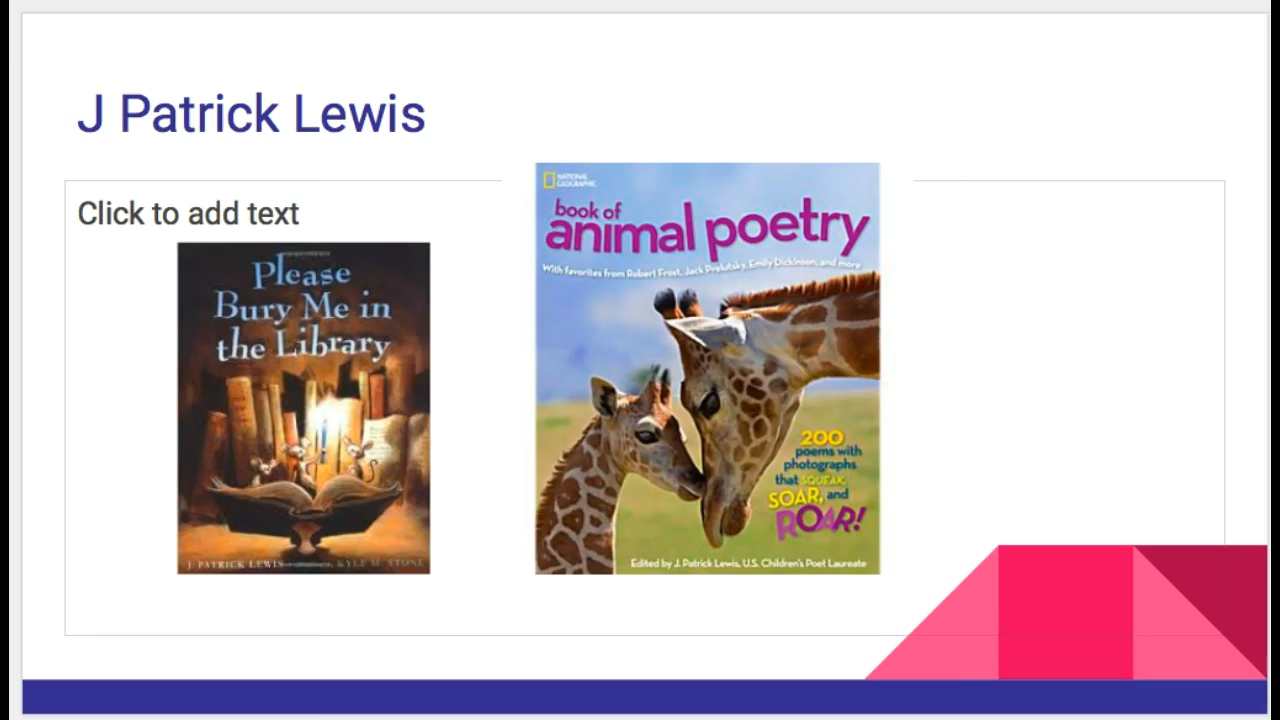 J Patrick Lewis
Click to add text
Please
Bury Me in
the Library
J. PATRICK LEWIS
KYLE M. STONE
NATIONAL
GEOGRAPHIC
book of
animal poetry
With favorites from Robert Frost, Jack Prelutsky, Emily Dickinson, and more
200
poems with
photographs
that SQUEAK,
SOAR, and
ROAR!
Edited by J. Patrick Lewis, U.S. Children's Poet Laureate